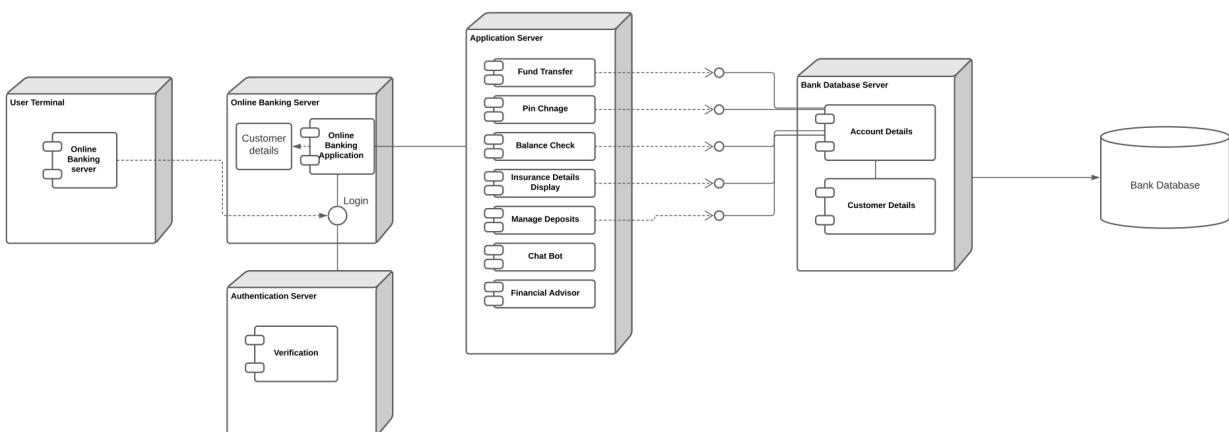 User Terminal
Online
Banking
server
Online Banking Server
Customer
details
Online
Banking
Application
Login
Authentication Server
Verification
Application Server
Fund Transfer
Pin Chnage
Balance Check
Insurance Details
Display
Manage Deposits
Chat Bot
Financial Advisor
Bank Database Server
Account Details
Customer Details
Bank Database